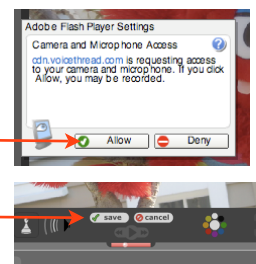 Adobe Flash Player Settings
Camera and Microphone Access
cdn.voicethread.com is requesting access
to your camera and microphone. If you click
Allow, you may be recorded.
Allow
Deny
save
cancel